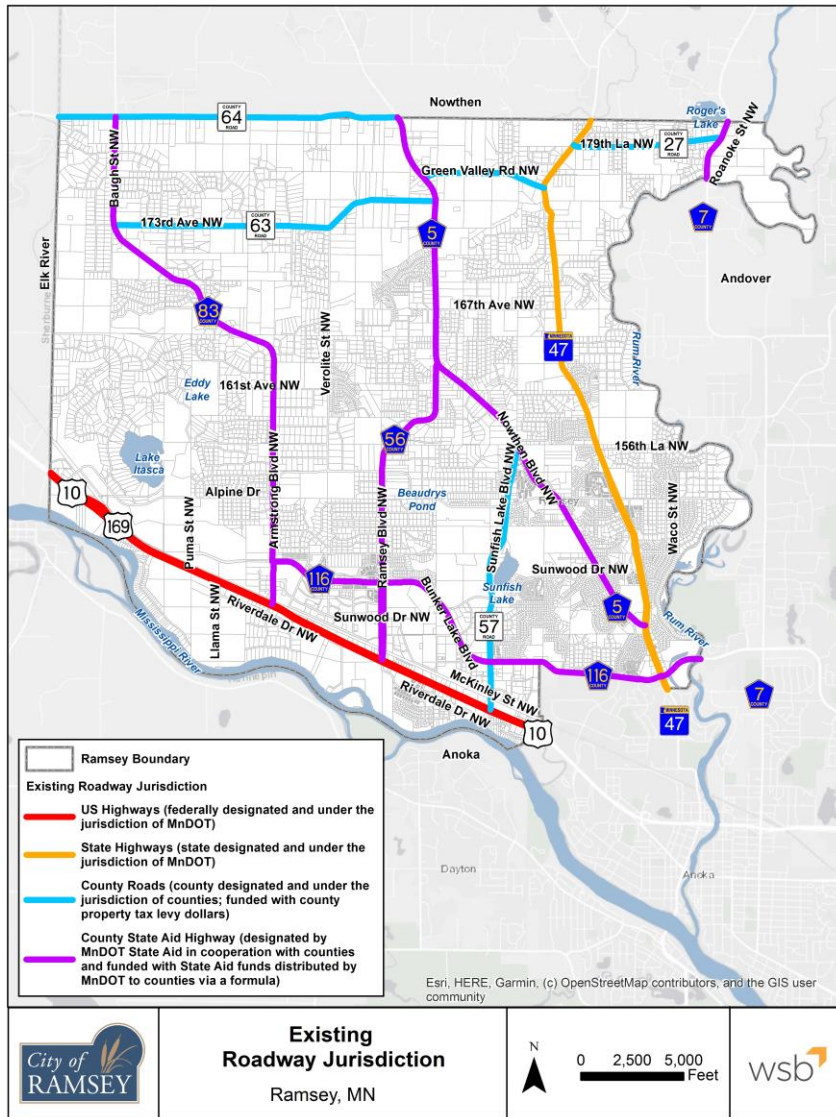 Nowthen
COUNTY
64
ROAD
Roger's
Lake
179th La NW
COUNTY
27
ROAD
Roanoke St NW
Baugh St NW
Green Valley Rd NW
173rd Ave NW
COUNTY
63
ROAD
5
COUNTY
7
COUNTY
Elk River
Sherburne
Andover
83
COUNTY
167th Ave NW
MINNESOTA
47
Rum River
Verolite St NW
Eddy
Lake
161st Ave NW
56
COUNTY
Nowthen Blvd NW
156th La NW
Lake
Itasca
10
169
Alpine Dr
Armstrong Blvd NW
Beaudrys
Pond
Ramsey Blvd NW
Sunfish Lake Blvd NW
Waco St NW
Puma St NW
116
COUNTY
Bunker Lake Blvd
Sunfish
Lake
Sunwood Dr NW
5
COUNTY
Llama St NW
Riverdale Dr NW
Sunwood Dr NW
COUNTY
57
ROAD
Rum River
Mississippi River
McKinley St NW
116
COUNTY
7
COUNTY
Riverdale Dr NW
10
MINNESOTA
47
Anoka
Dayton
Anoka
Ramsey Boundary
Existing Roadway Jurisdiction
US Highways (federally designated and under the
jurisdiction of MnDOT)
State Highways (state designated and under the
jurisdiction of MnDOT)
County Roads (county designated and under the
jurisdiction of counties; funded with county
property tax levy dollars)
County State Aid Highway (designated by
MnDOT State Aid in cooperation with counties
and funded with State Aid funds distributed by
MnDOT to counties via a formula)
Esri, HERE, Garmin, (c) OpenStreetMap contributors, and the GIS user
community
City of
RAMSEY
Existing
Roadway Jurisdiction
Ramsey, MN
N
0 2,500 5,000
Feet
wsb